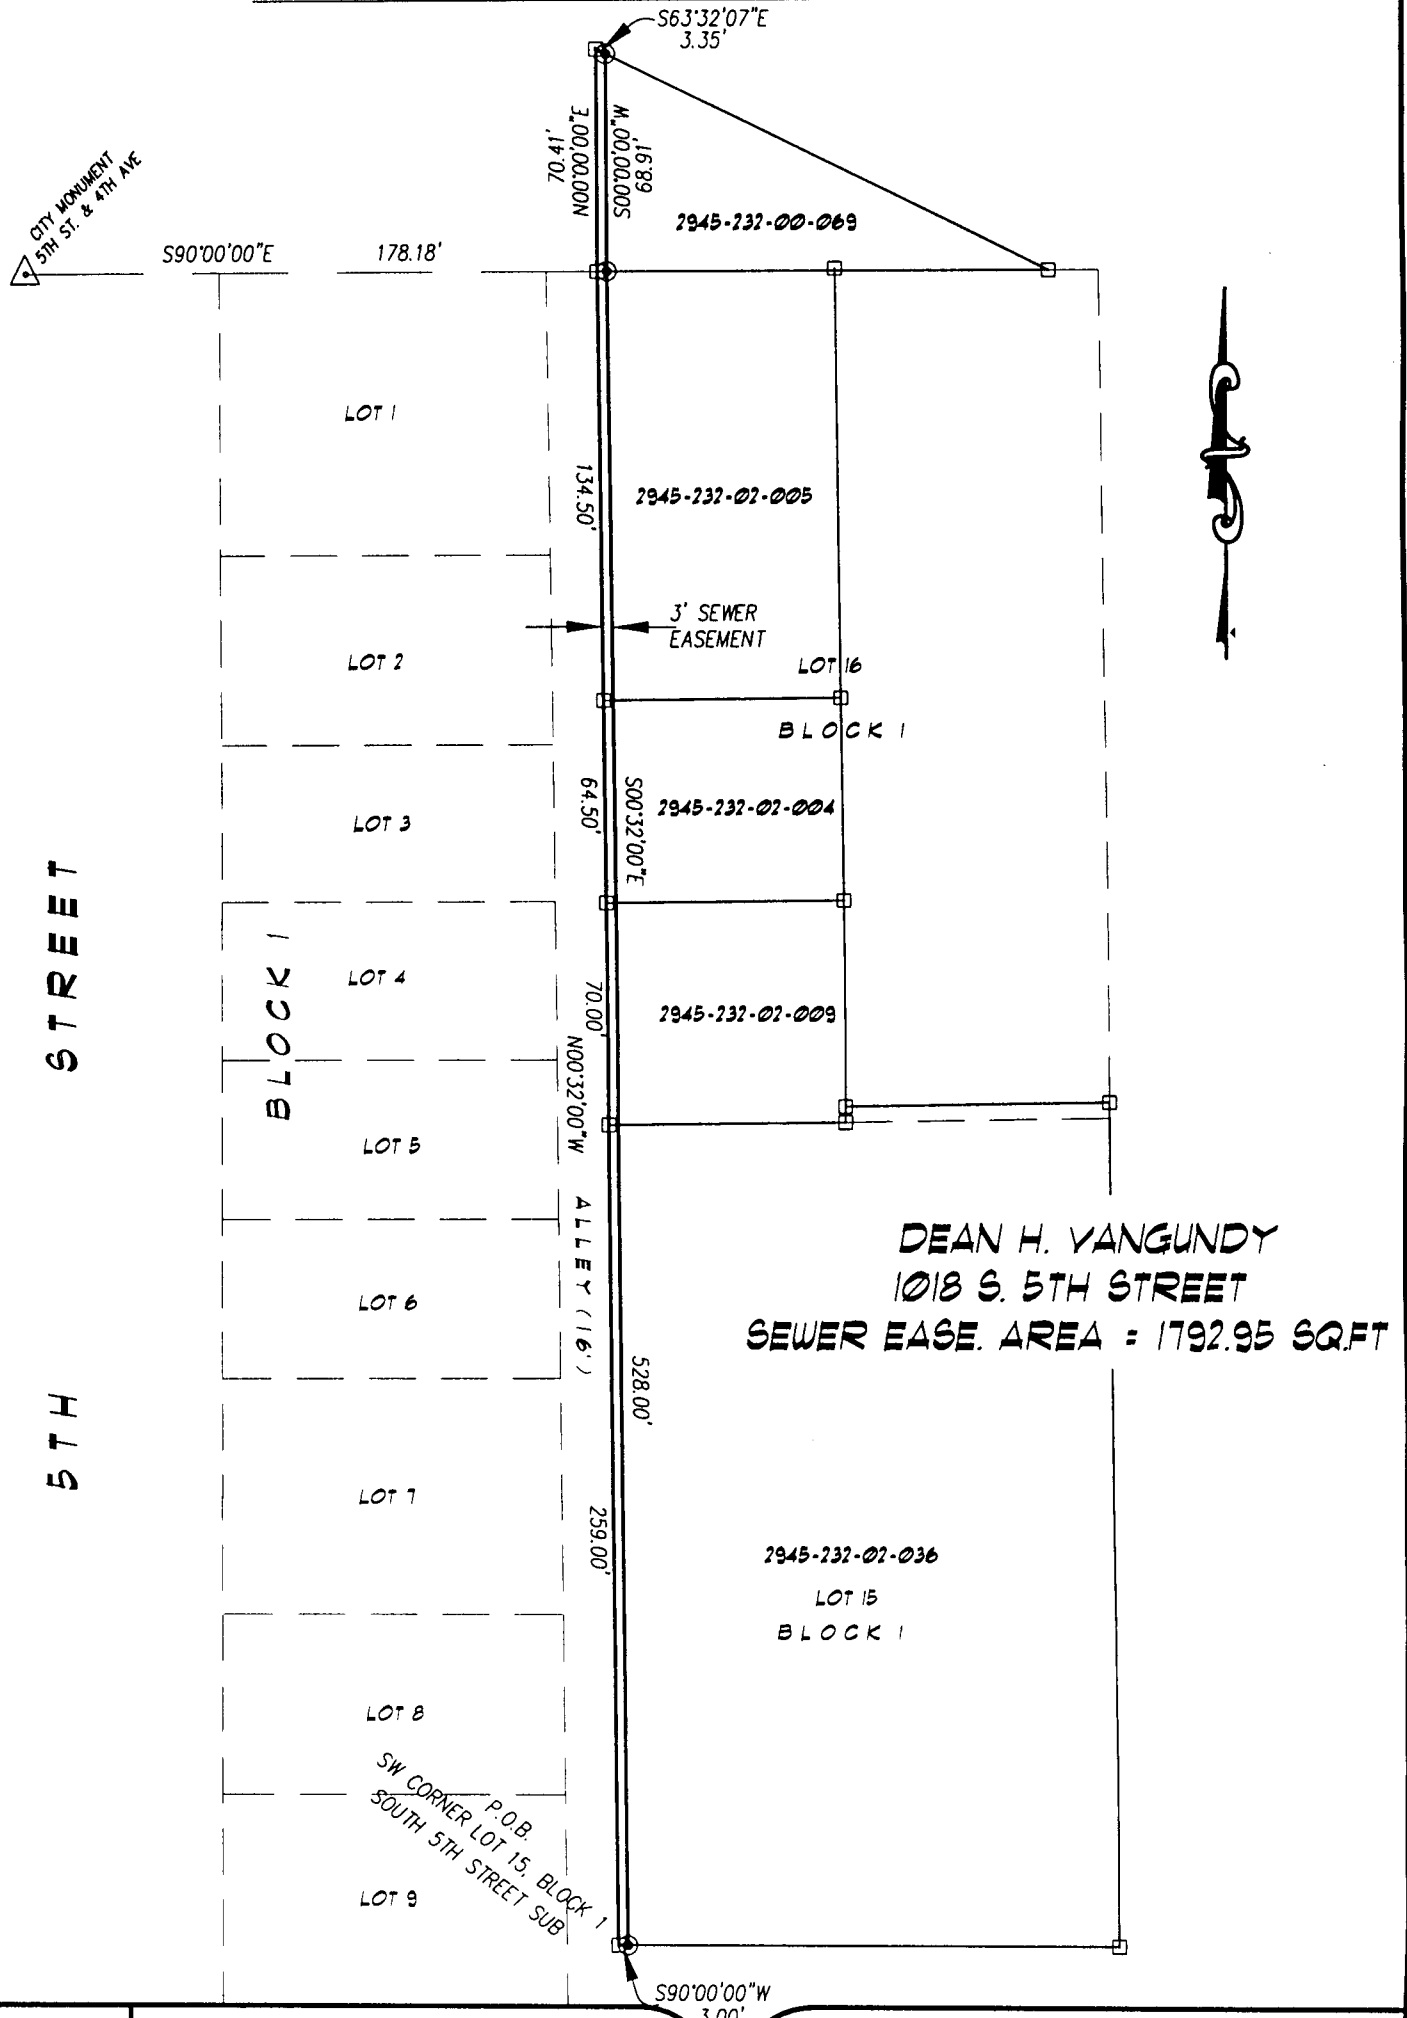 S63°32'07"E
3.35'
68.91'
S00°00'00"W
N00°00'00"E
70.41'
CITY MONUMENT
5TH ST. & 4TH AVE
2945-232-00-069
S90°00'00"E 178.18'
LOT 1
134.50'
2945-232-02-005
3' SEWER
EASEMENT
LOT 2
LOT 16
BLOCK 1
64.50'
S00°32'00"E
2945-232-02-004
LOT 3
5TH STREET
BLOCK 1
LOT 4
70.00'
2945-232-02-009
N00°32'00"W
LOT 5
ALLEY (16')
DEAN H. VANGUNDY
1018 S. 5TH STREET
SEWER EASE. AREA = 1792.95 SQ.FT
LOT 6
528.00'
LOT 7
259.00'
2945-232-02-036
LOT 15
BLOCK 1
LOT 8
P.O.B.
SW CORNER LOT 15, BLOCK 1
SOUTH 5TH STREET SUB
LOT 9
S90°00'00"W
3.00'